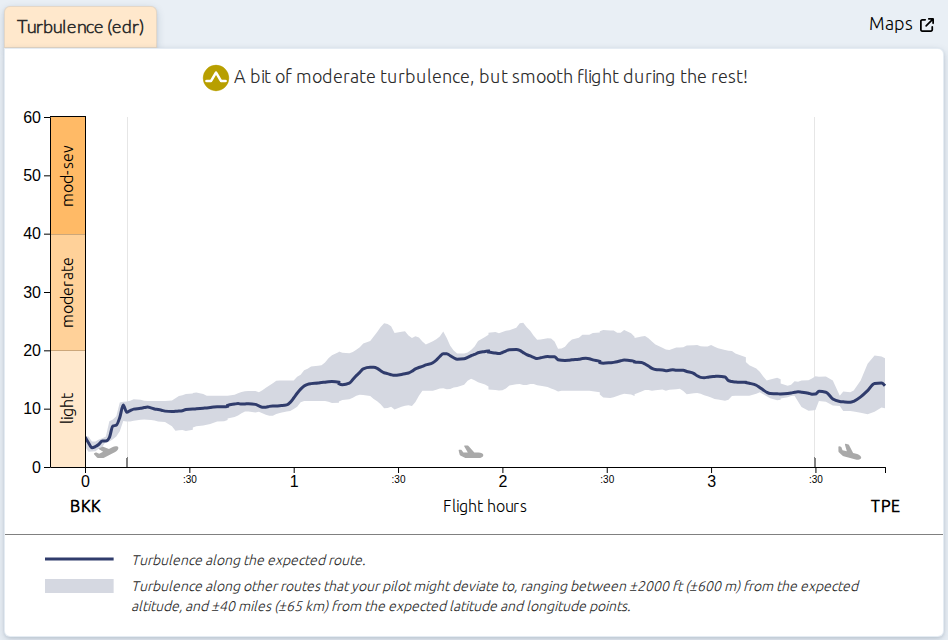 Turbulence (edr)
Maps
A bit of moderate turbulence, but smooth flight during the rest!
60
50
40
30
20
10
0
mod-sev
moderate
light
0 :30 1 :30 2 :30 3 :30
BKK Flight hours TPE
Turbulence along the expected route.
Turbulence along other routes that your pilot might deviate to, ranging between ±2000 ft (±600 m) from the expected
altitude, and ±40 miles (±65 km) from the expected latitude and longitude points.